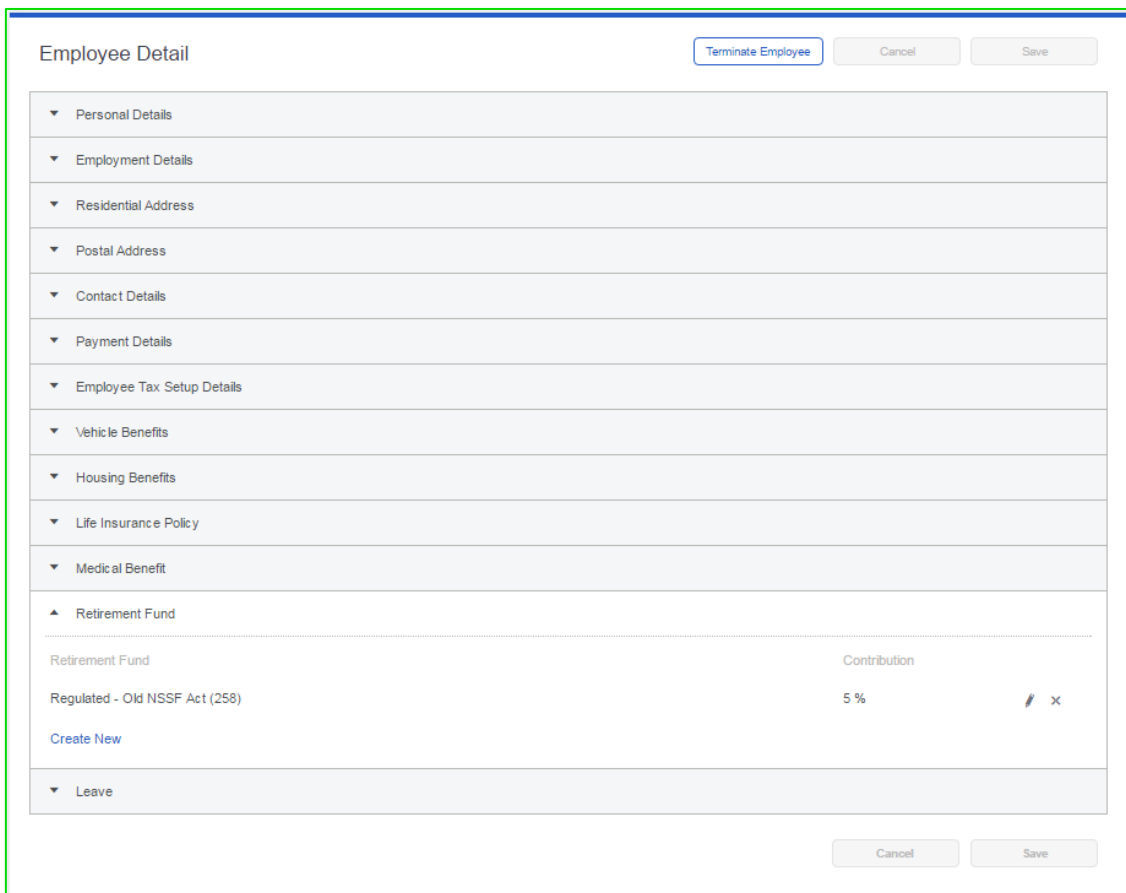 Employee Detail
Terminate Employee
Cancel
Save
Personal Details
Employment Details
Residential Address
Postal Address
Contact Details
Payment Details
Employee Tax Setup Details
Vehicle Benefits
Housing Benefits
Life Insurance Policy
Medical Benefit
Retirement Fund
Retirement Fund Contribution
Regulated - Old NSSF Act (258) 5 %
Create New
Leave
Cancel
Save